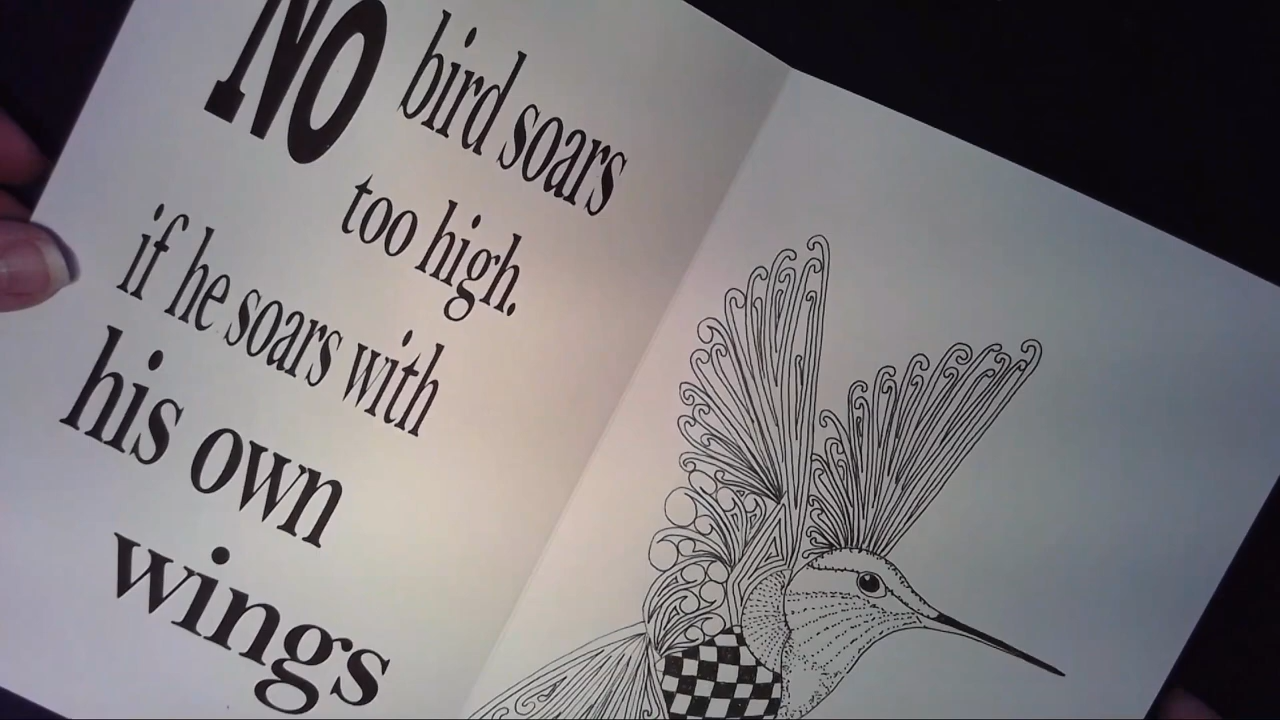 NO bird soars
too high.
if he soars with
his own
wings